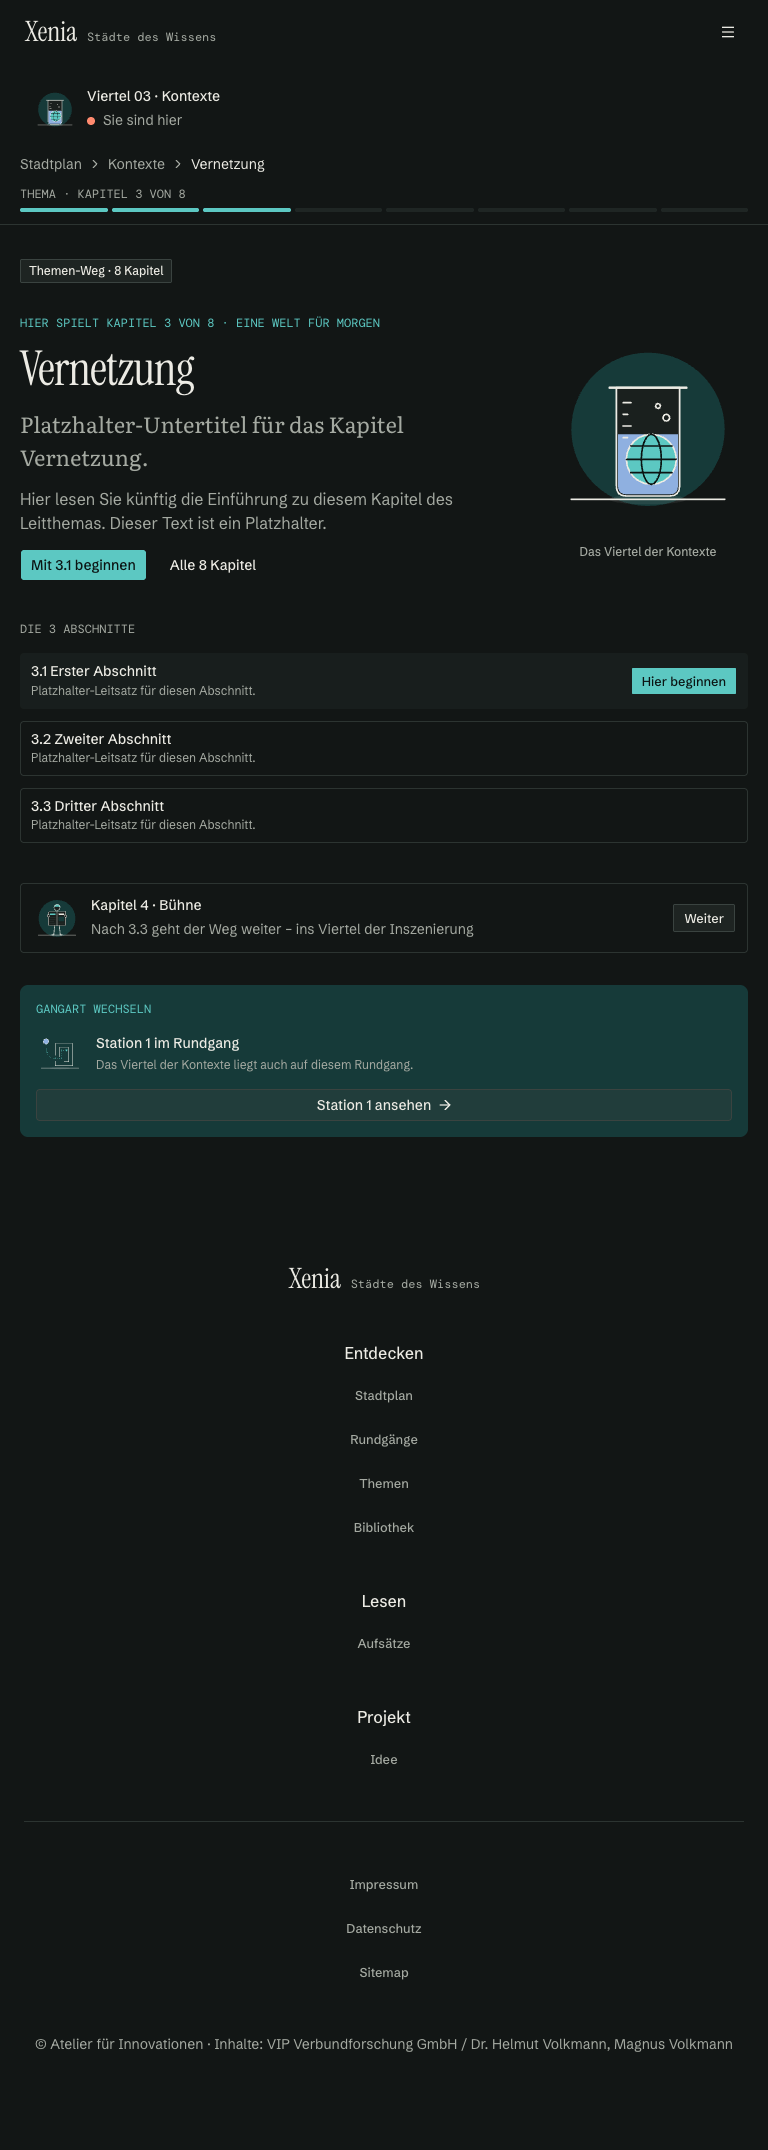 Xenia Städte des Wissens
Viertel 03 · Kontexte
Sie sind hier
Stadtplan > Kontexte > Vernetzung
THEMA · KAPITEL 3 VON 8
Themen-Weg · 8 Kapitel
HIER SPIELT KAPITEL 3 VON 8 · EINE WELT FÜR MORGEN
Vernetzung
Platzhalter-Untertitel für das Kapitel
Vernetzung.
Hier lesen Sie künftig die Einführung zu diesem Kapitel des
Leitthemas. Dieser Text ist ein Platzhalter.
Mit 3.1 beginnen
Alle 8 Kapitel
Das Viertel der Kontexte
DIE 3 ABSCHNITTE
3.1 Erster Abschnitt
Platzhalter-Leitsatz für diesen Abschnitt.
Hier beginnen
3.2 Zweiter Abschnitt
Platzhalter-Leitsatz für diesen Abschnitt.
3.3 Dritter Abschnitt
Platzhalter-Leitsatz für diesen Abschnitt.
Kapitel 4 · Bühne
Nach 3.3 geht der Weg weiter – ins Viertel der Inszenierung
Weiter
GANGART WECHSELN
Station 1 im Rundgang
Das Viertel der Kontexte liegt auch auf diesem Rundgang.
Station 1 ansehen →
Xenia Städte des Wissens
Entdecken
Stadtplan
Rundgänge
Themen
Bibliothek
Lesen
Aufsätze
Projekt
Idee
Impressum
Datenschutz
Sitemap
© Atelier für Innovationen · Inhalte: VIP Verbundforschung GmbH / Dr. Helmut Volkmann, Magnus Volkmann